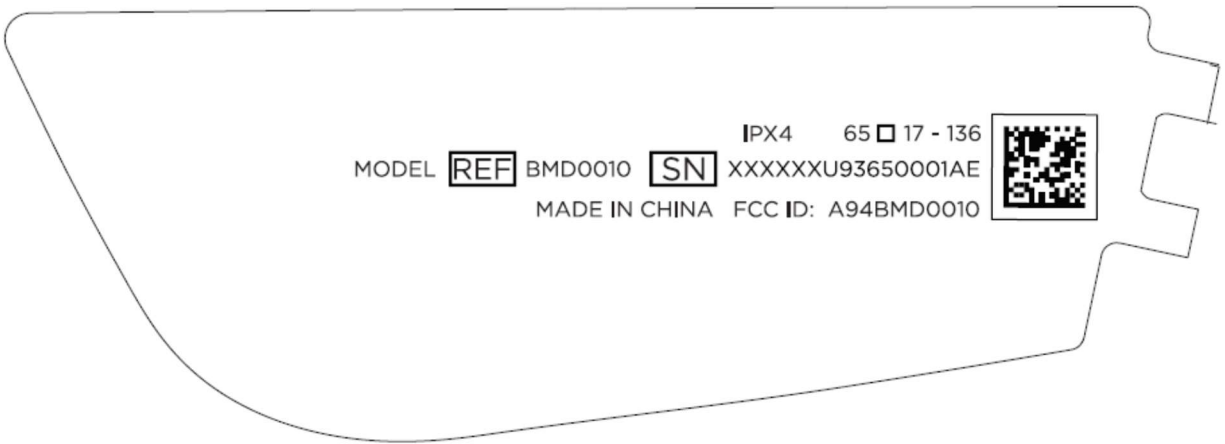 IPX4 65 □ 17 - 136
MODEL REF BMD0010 SN XXXXXXU93650001AE
MADE IN CHINA FCC ID: A94BMD0010